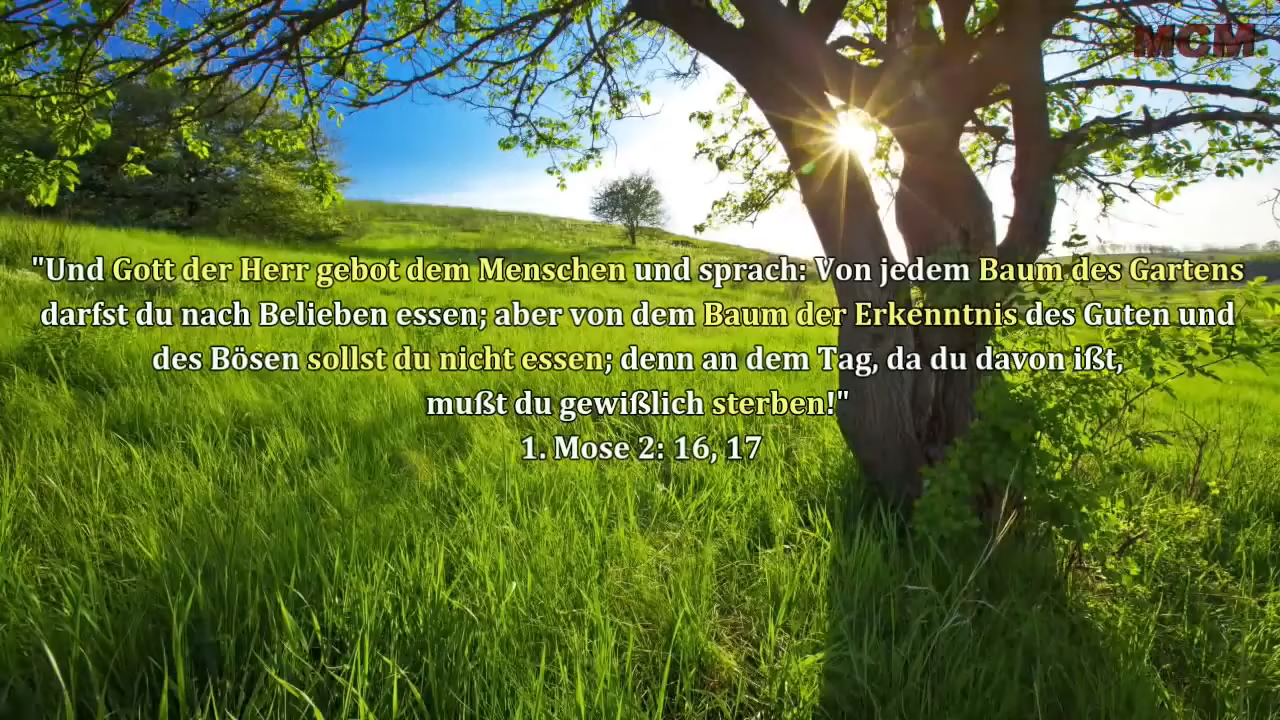 MCM
"Und Gott der Herr gebot dem Menschen und sprach: Von jedem Baum des Gartens
darfst du nach Belieben essen; aber von dem Baum der Erkenntnis des Guten und
des Bösen sollst du nicht essen; denn an dem Tag, da du davon ißt,
mußt du gewißlich sterben!"
1. Mose 2: 16, 17